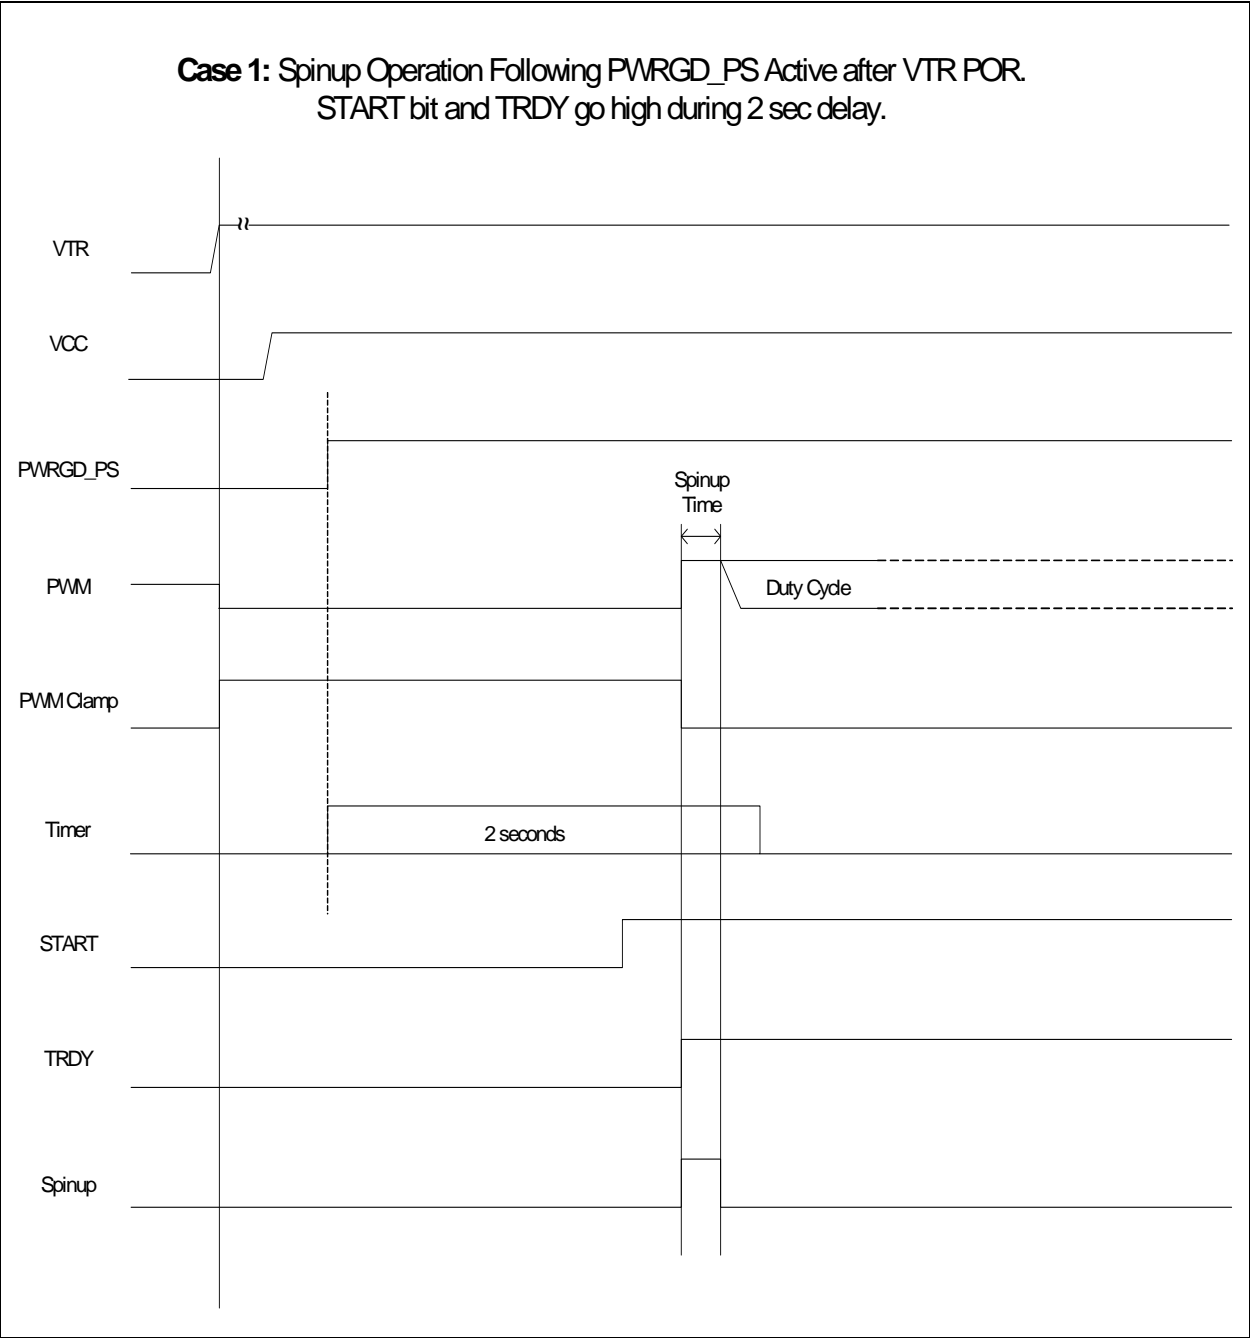 Case 1: Spinup Operation Following PWRGD_PS Active after VTR POR.
START bit and TRDY go high during 2 sec delay.
VTR
VCC
PWRGD_PS
Spinup
Time
PWM
Duty Cycle
PWM Clamp
Timer
2 seconds
START
TRDY
Spinup